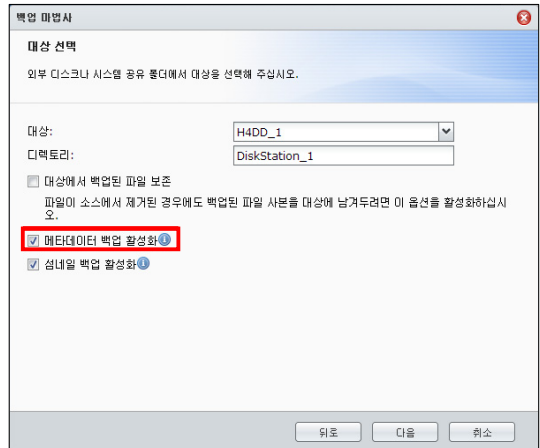 백업 마법사
대상 선택
외부 디스크나 시스템 공유 폴더에서 대상을 선택해 주십시오.
대상:
H4DD_1
디렉토리:
DiskStation_1
대상에서 백업된 파일 보존
파일이 소스에서 제거된 경우에도 백업된 파일 사본을 대상에 남겨두려면 이 옵션을 활성화하십시
오.
메타데이터 백업 활성화
섬네일 백업 활성화
뒤로 다음 취소